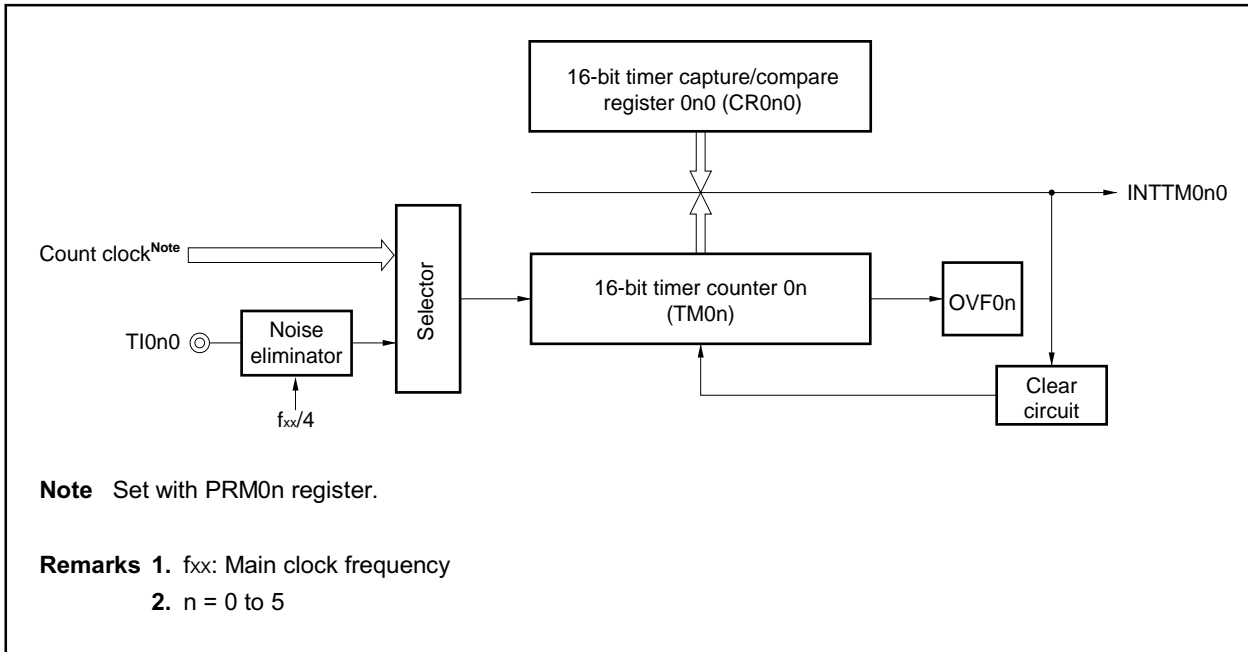 16-bit timer capture/compare
register 0n0 (CR0n0)
INTTM0n0
Count clockNote
Selector
16-bit timer counter 0n
(TM0n)
OVF0n
TI0n0
Noise
eliminator
fxx/4
Clear
circuit
Note Set with PRM0n register.
Remarks 1. fxx: Main clock frequency
2. n = 0 to 5